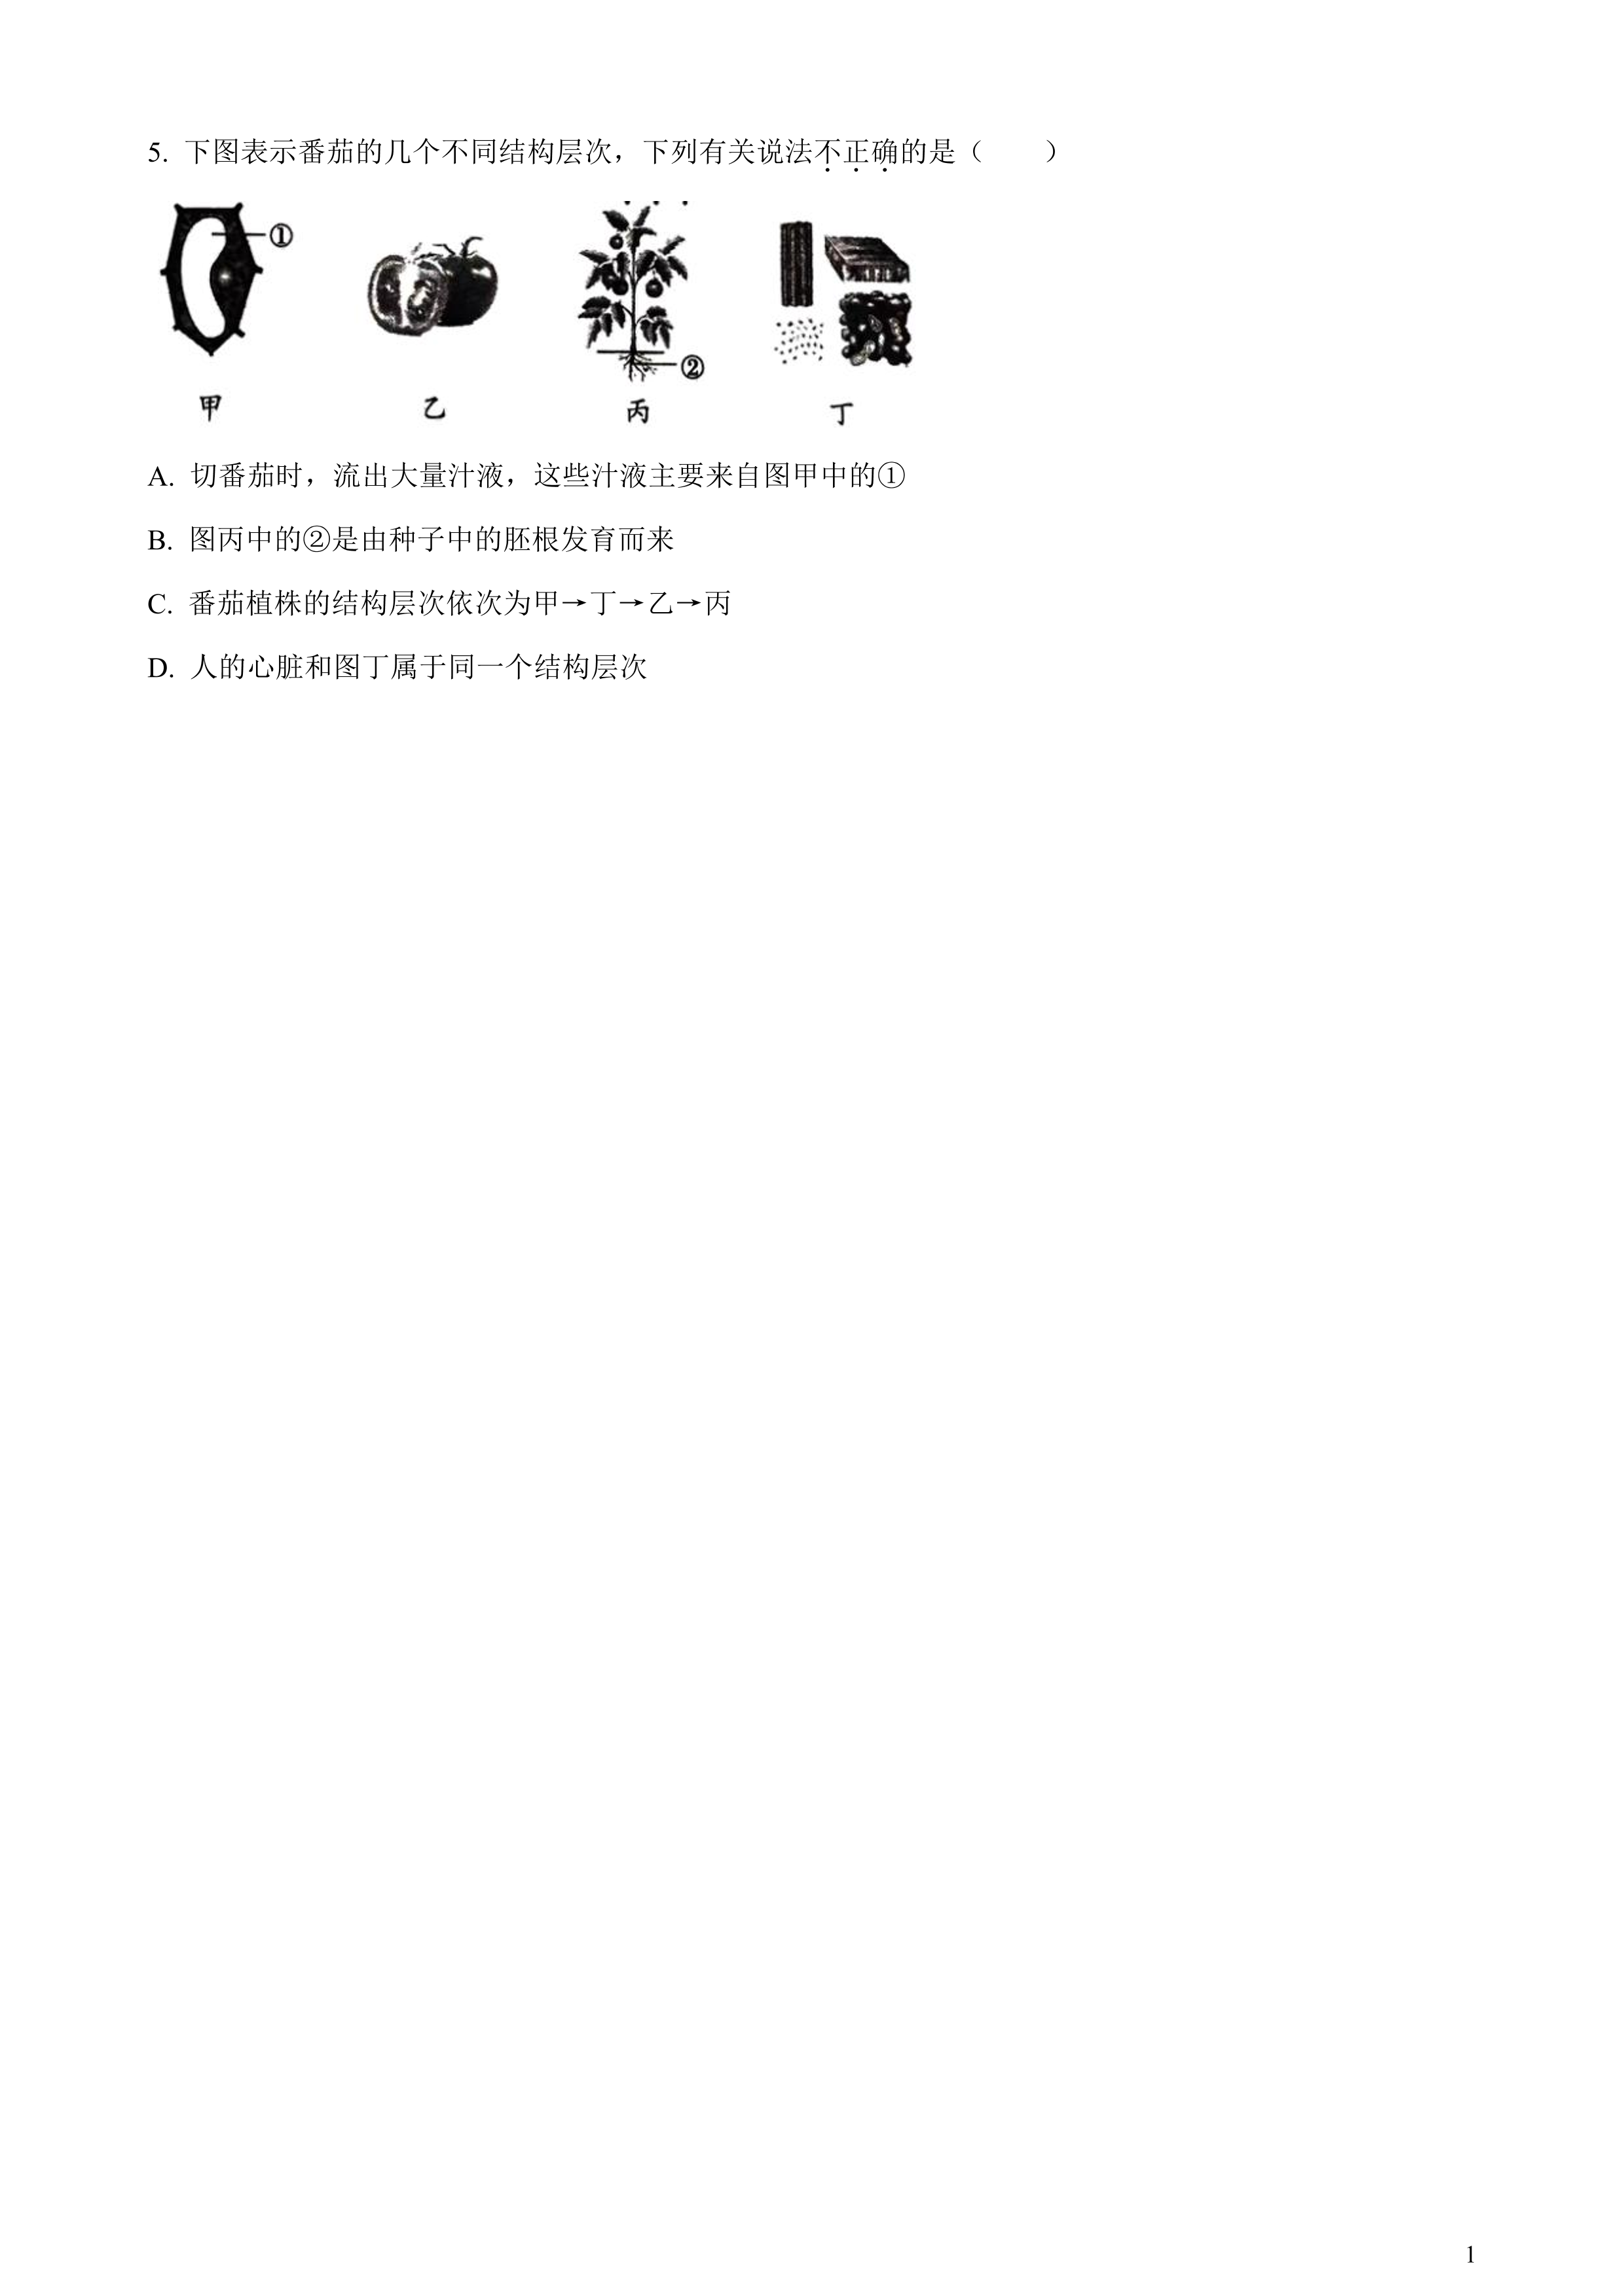 5. 下图表示番茄的几个不同结构层次，下列有关说法不正确的是（　　）
① ②
甲 乙 丙 丁
A. 切番茄时，流出大量汁液，这些汁液主要来自图甲中的①
B. 图丙中的②是由种子中的胚根发育而来
C. 番茄植株的结构层次依次为甲→丁→乙→丙
D. 人的心脏和图丁属于同一个结构层次
1